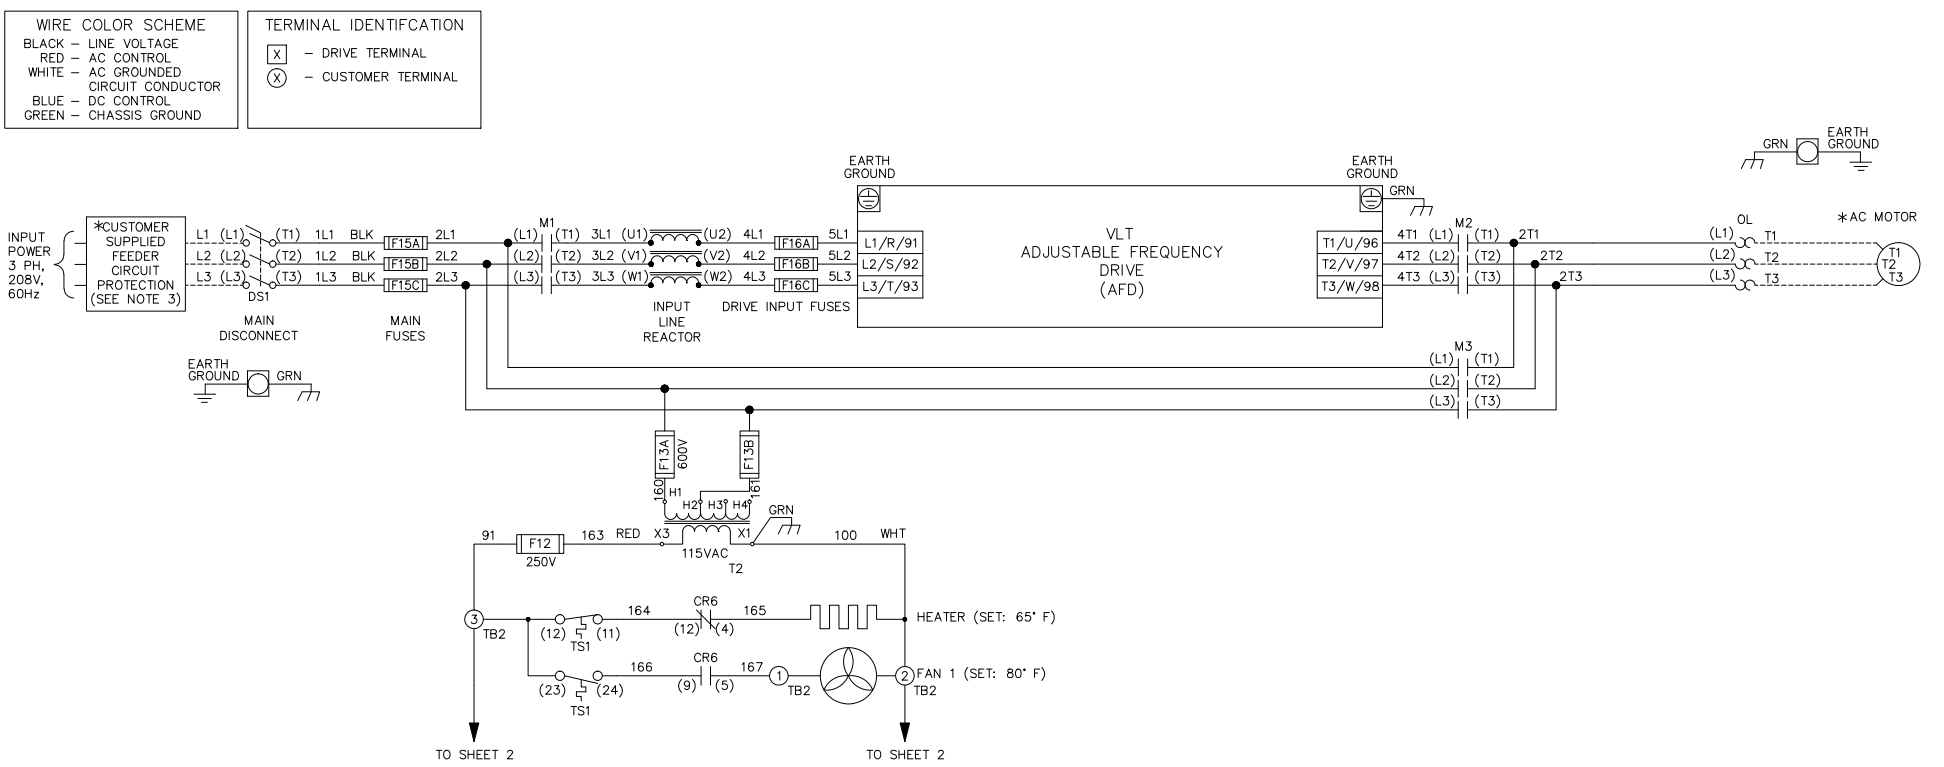 WIRE COLOR SCHEME
BLACK – LINE VOLTAGE
RED – AC CONTROL
WHITE – AC GROUNDED
CIRCUIT CONDUCTOR
BLUE – DC CONTROL
GREEN – CHASSIS GROUND
TERMINAL IDENTIFCATION
X – DRIVE TERMINAL
X – CUSTOMER TERMINAL
EARTH
GROUND
EARTH
GROUND
GRN
GRN
EARTH
GROUND
INPUT
POWER
3 PH,
208V,
60Hz
*CUSTOMER
SUPPLIED
FEEDER
CIRCUIT
PROTECTION
(SEE NOTE 3)
L1 (L1) (T1) 1L1 BLK F15A 2L1 (L1) M1 (T1) 3L1 (U1) (U2) 4L1 F16A 5L1 L1/R/91
L2 (L2) (T2) 1L2 BLK F15B 2L2 (L2) (T2) 3L2 (V1) (V2) 4L2 F16B 5L2 L2/S/92
L3 (L3) (T3) 1L3 BLK F15C 2L3 (L3) (T3) 3L3 (W1) (W2) 4L3 F16C 5L3 L3/T/93
DS1
MAIN
DISCONNECT
MAIN
FUSES
INPUT
LINE
REACTOR
DRIVE INPUT FUSES
VLT
ADJUSTABLE FREQUENCY
DRIVE
(AFD)
T1/U/96 4T1 (L1) M2 (T1) 2T1 (L1) OL T1
T2/V/97 4T2 (L2) (T2) 2T2 (L2) T2
T3/W/98 4T3 (L3) (T3) 2T3 (L3) T3
*AC MOTOR
T1
T2
T3
EARTH
GROUND
GRN
M3
(L1) (T1)
(L2) (T2)
(L3) (T3)
F13A
600V
F13B
160
161
H1
H2 H3 H4
GRN
91 F12 163 RED X3 X1 100 WHT
250V
115VAC
T2
3
TB2
(12) (11)
TS1
164
CR6
(12) (4)
165
HEATER (SET: 65° F)
(23) (24)
TS1
166
CR6
(9) (5)
167
1
TB2
2
TB2
FAN 1 (SET: 80° F)
TO SHEET 2
TO SHEET 2